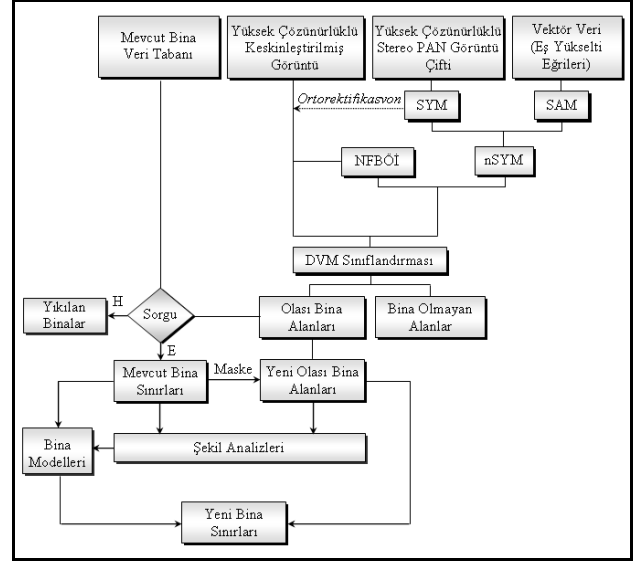 Mevcut Bina
Veri Tabanı
Yüksek Çözünürlüklü
Keskinleştirilmiş
Görüntü
Yüksek Çözünürlüklü
Stereo PAN Görüntü
Çifti
Vektör Veri
(Eş Yükselti
Eğrileri)
Ortorektifikasvon
SYM
SAM
NFBÖİ
nSYM
DVM Sınıflandırması
Yıkılan
Binalar
H
Sorgu
Olası Bina
Alanları
Bina Olmayan
Alanlar
E
Mevcut Bina
Sınırları
Maske
Yeni Olası Bina
Alanları
Bina
Modelleri
Şekil Analizleri
Yeni Bina
Sınırları